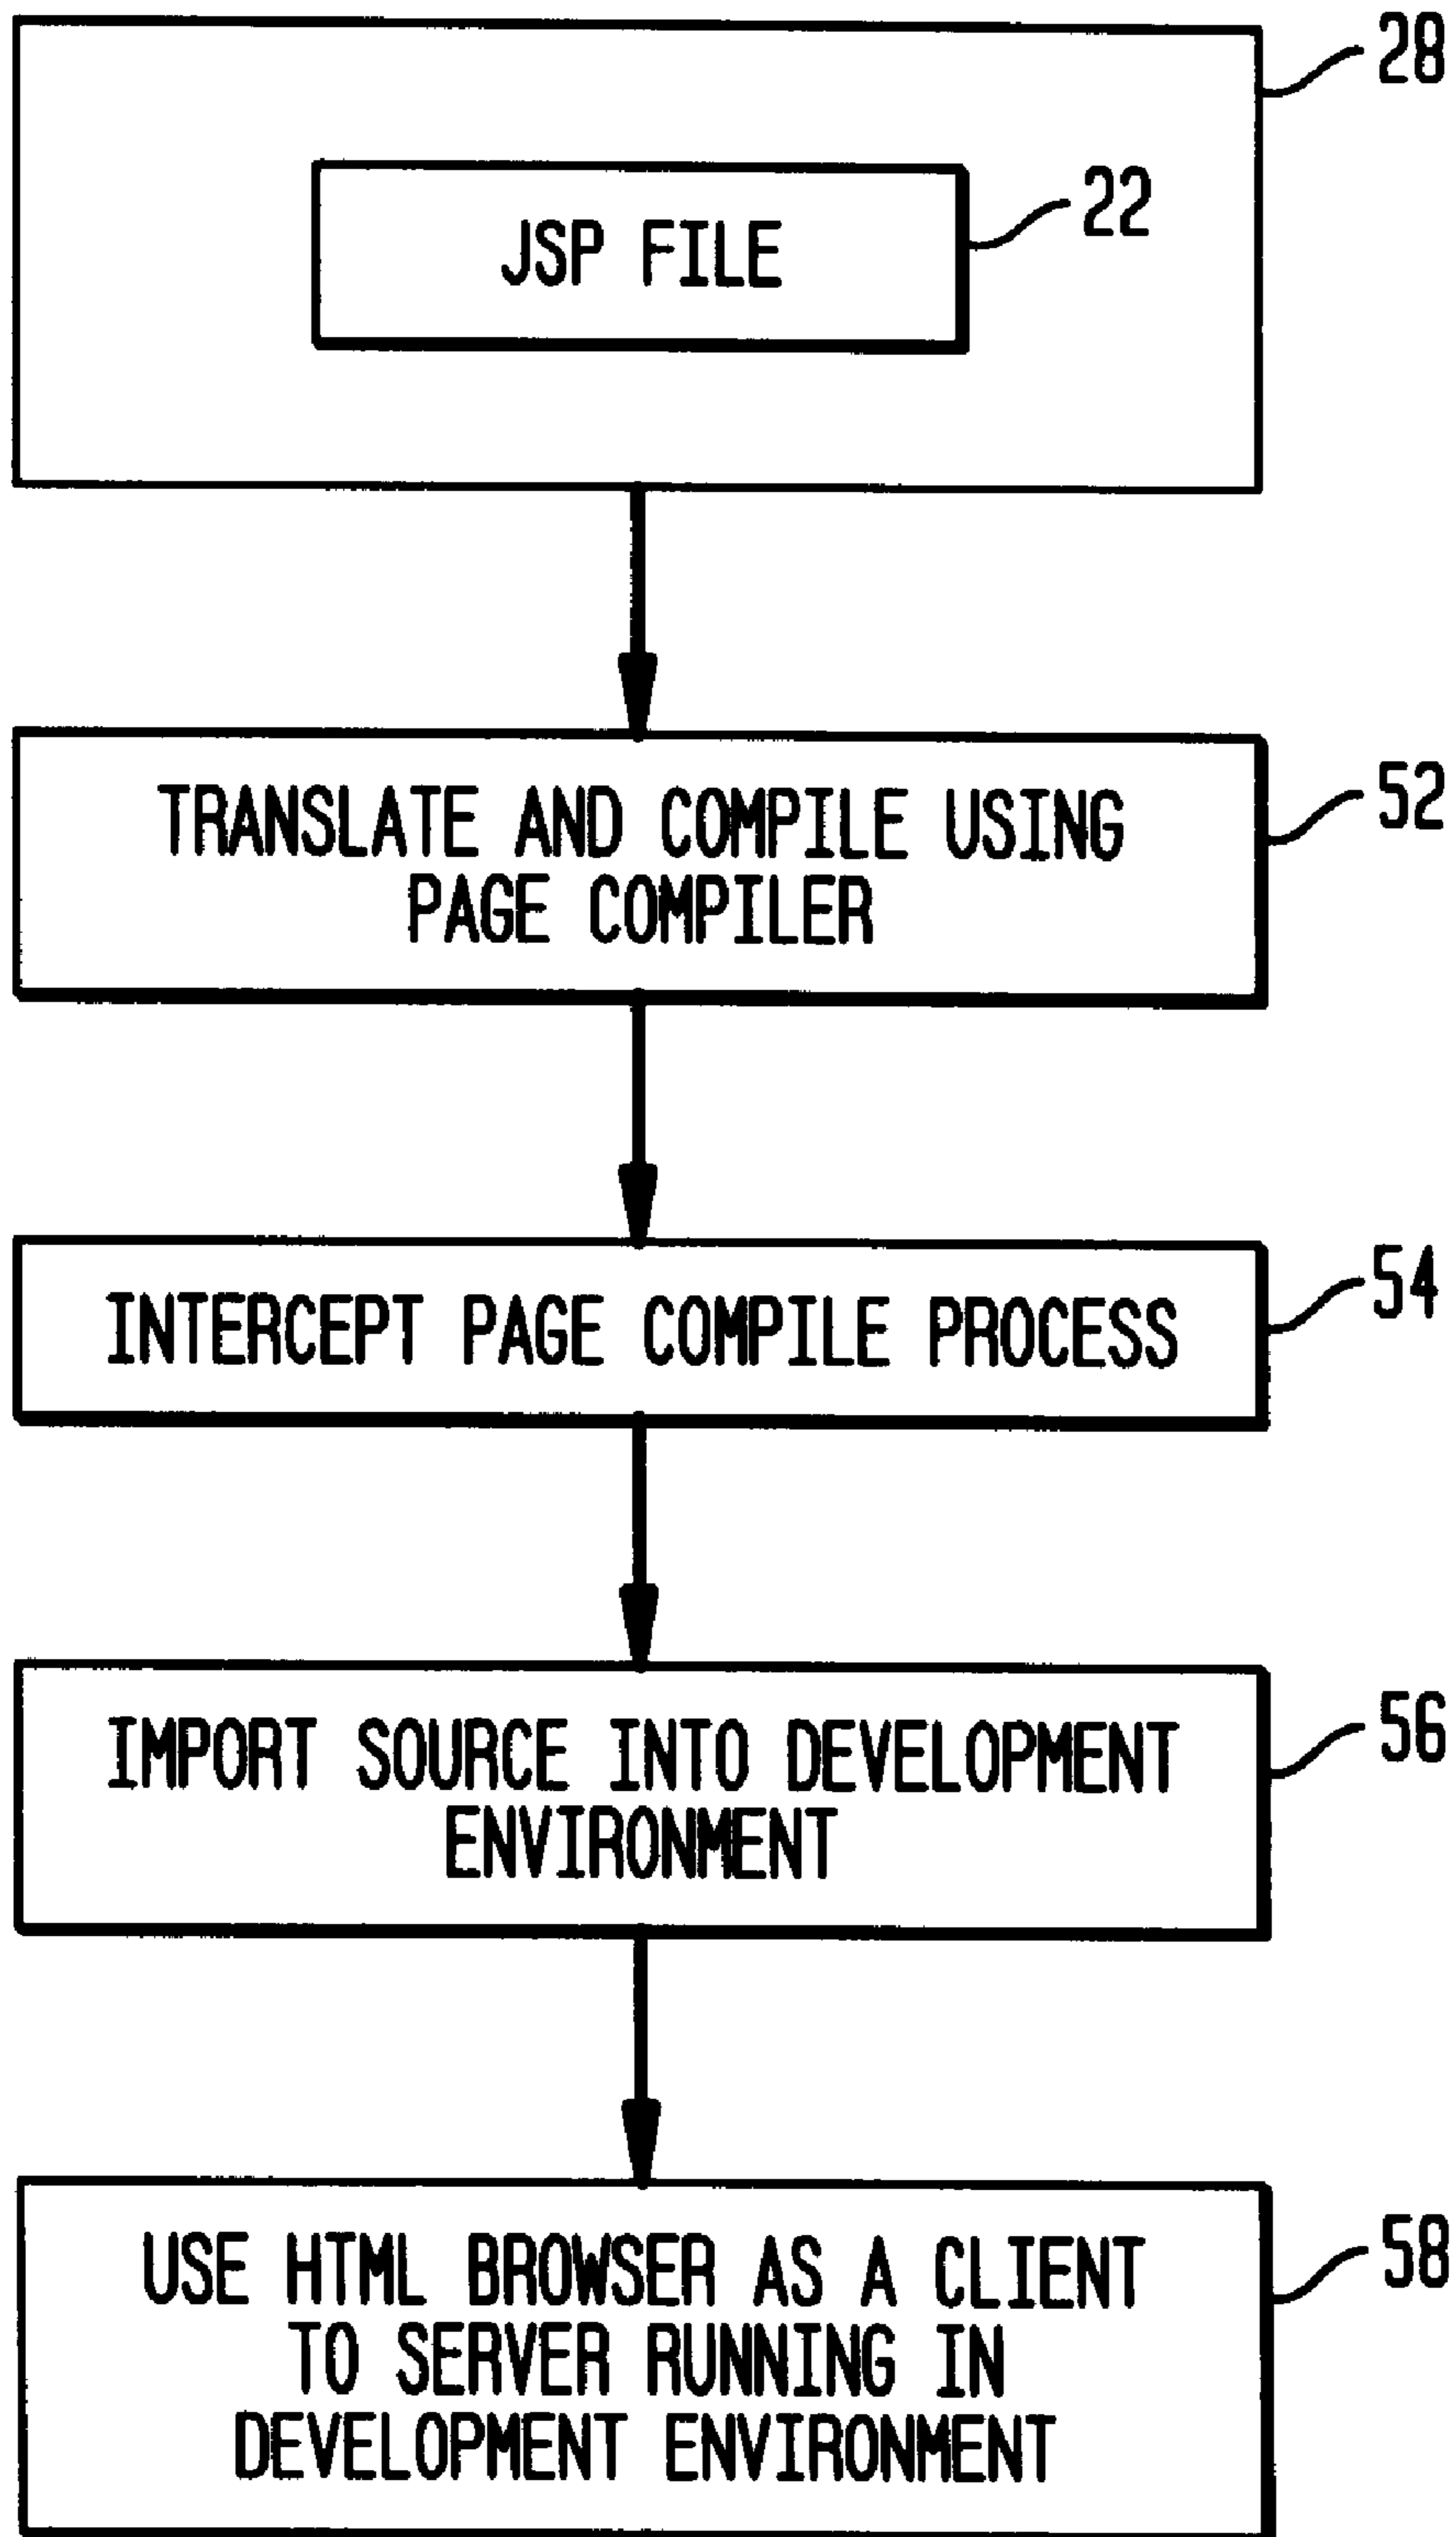 28
JSP FILE
22
TRANSLATE AND COMPILE USING
PAGE COMPILER
52
INTERCEPT PAGE COMPILE PROCESS
54
IMPORT SOURCE INTO DEVELOPMENT
ENVIRONMENT
56
USE HTML BROWSER AS A CLIENT
TO SERVER RUNNING IN
DEVELOPMENT ENVIRONMENT
58